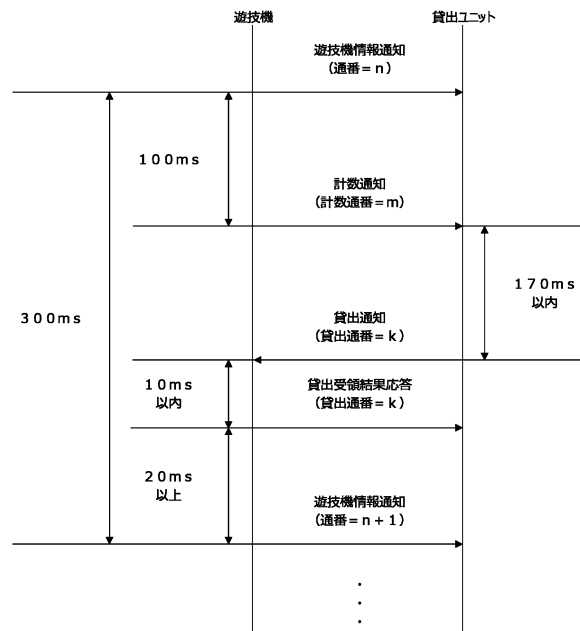 遊技機
貸出ユニット
遊技機情報通知
（通番＝ｎ）
１００ｍｓ
計数通知
（計数通番＝ｍ）
１７０ｍｓ
以内
３００ｍｓ
貸出通知
（貸出通番＝ｋ）
１０ｍｓ
以内
貸出受領結果応答
（貸出通番＝ｋ）
２０ｍｓ
以上
遊技機情報通知
（通番＝ｎ＋１）